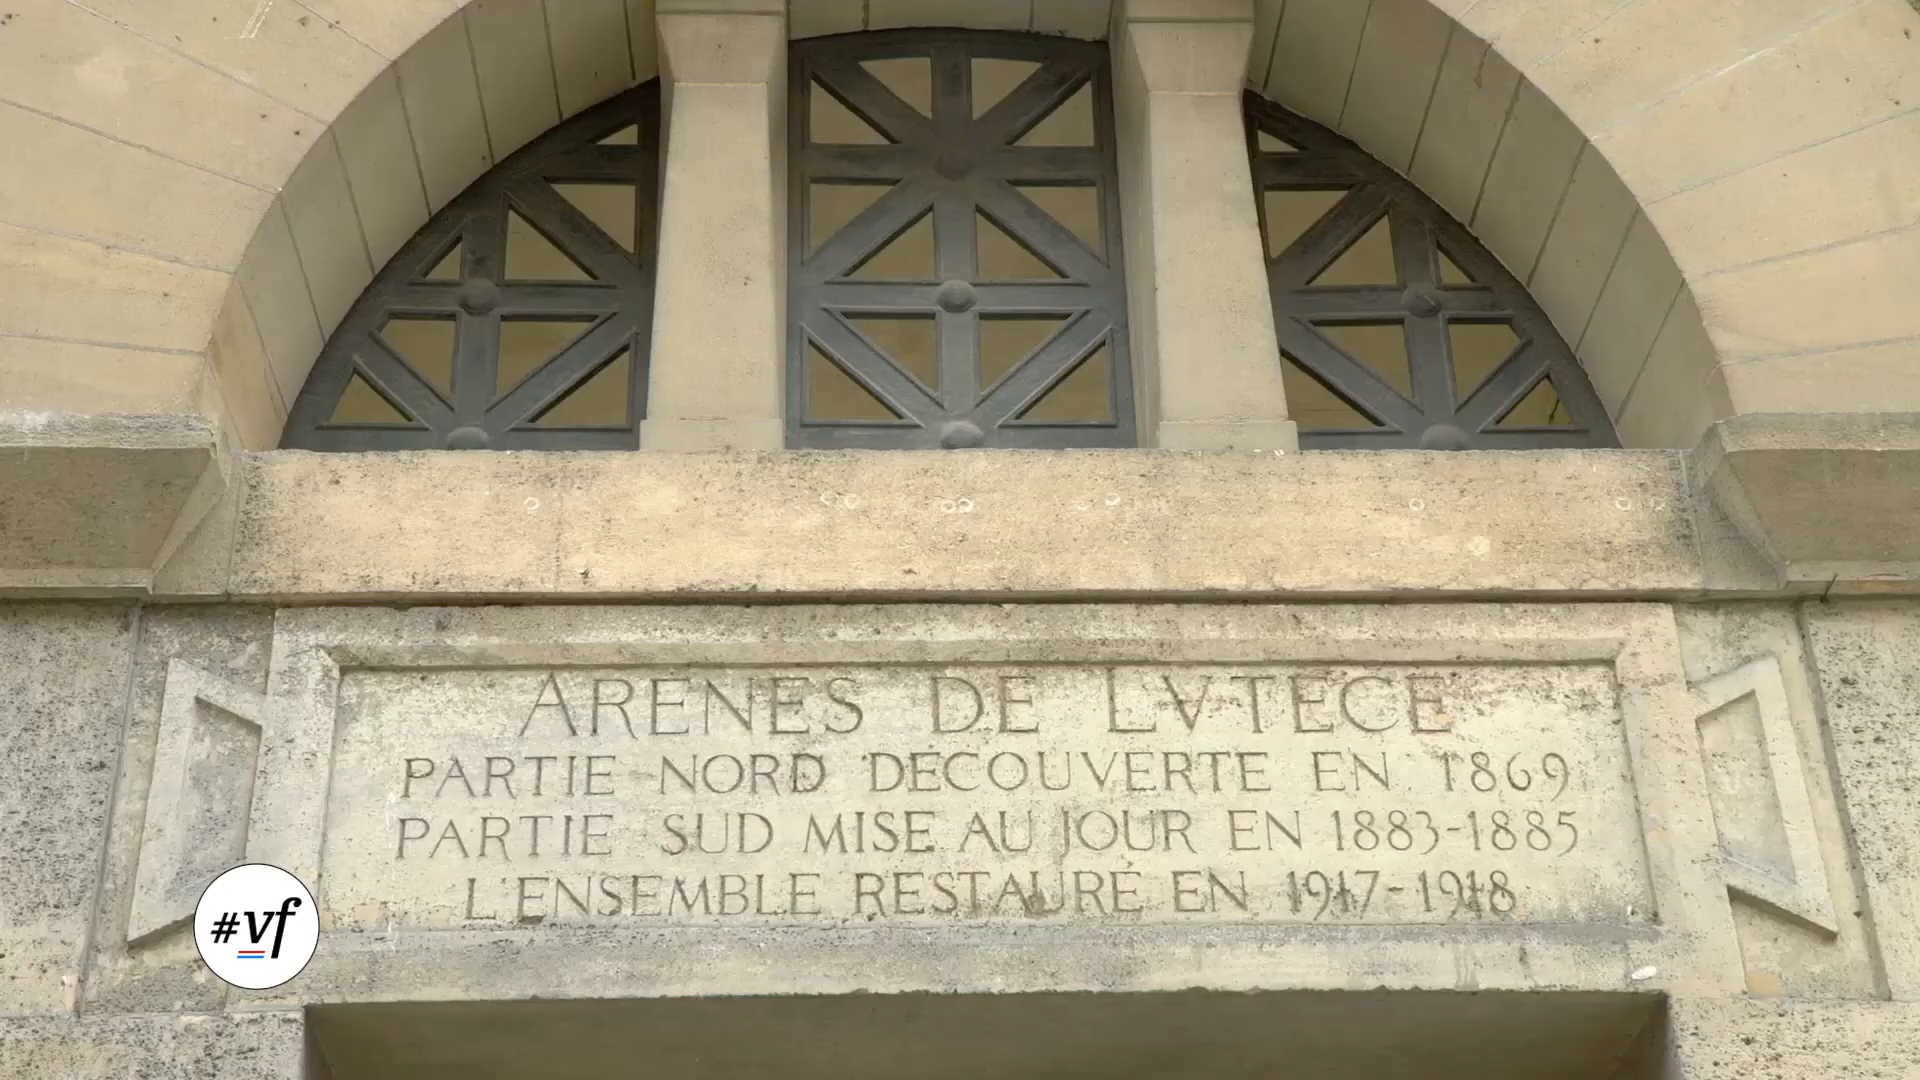 ARENES DE LVTECE
PARTIE NORD DECOUVERTE EN 1869
PARTIE SUD MISE AU JOUR EN 1883-1885
L'ENSEMBLE RESTAURÉ EN 1917-1918
#vf